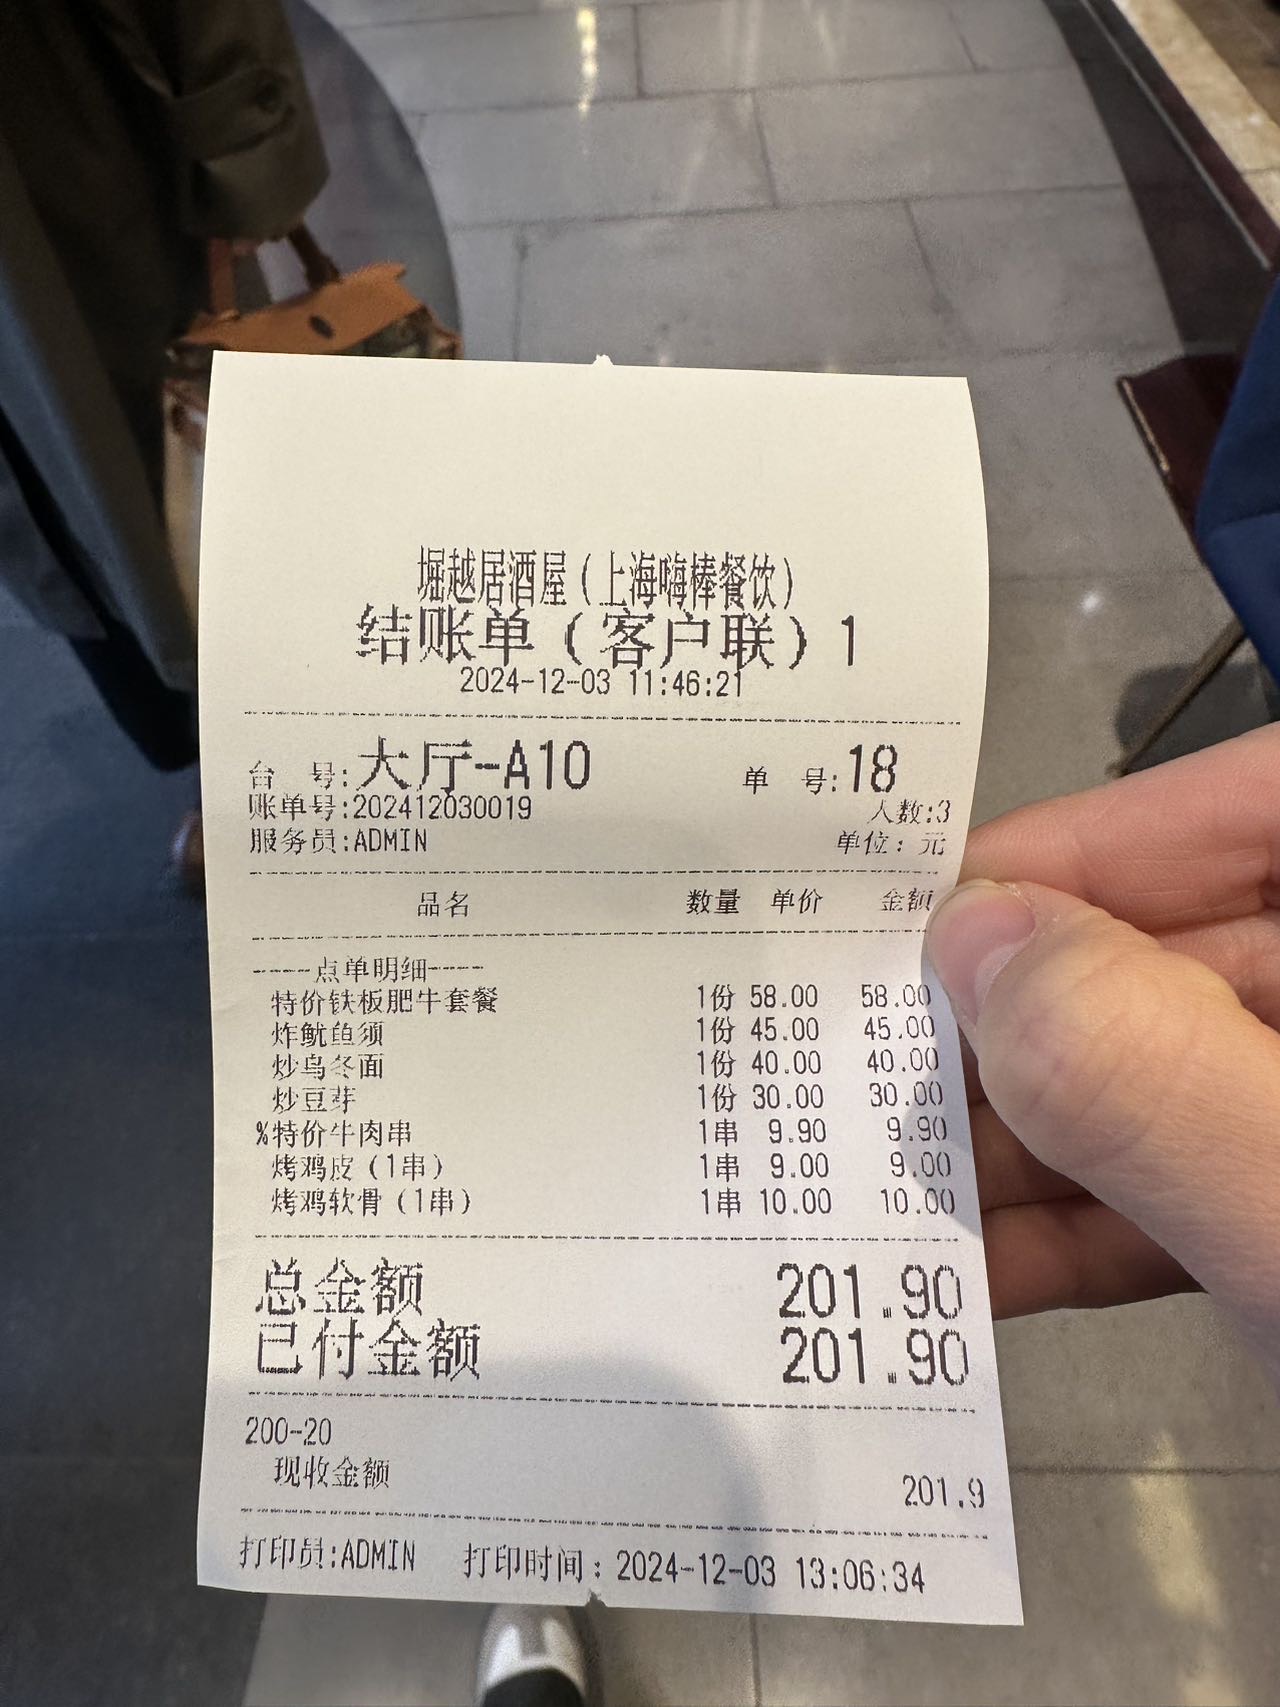 堀越居酒屋（上海嗨棒餐饮）
结账单（客户联）1
2024-12-03 11:46:21
台 号:大厅-A10 单 号:18
账单号:202412030019 人数:3
服务员:ADMIN 单位：元
品名 数量 单价 金额
-----点单明细-----
特价铁板肥牛套餐 1份 58.00 58.00
炸鱿鱼须 1份 45.00 45.00
炒乌冬面 1份 40.00 40.00
炒豆芽 1份 30.00 30.00
%特价牛肉串 1串 9.90 9.90
烤鸡皮（1串） 1串 9.00 9.00
烤鸡软骨（1串） 1串 10.00 10.00
总金额 201.90
已付金额 201.90
200-20
现收金额 201.9
打印员:ADMIN 打印时间：2024-12-03 13:06:34